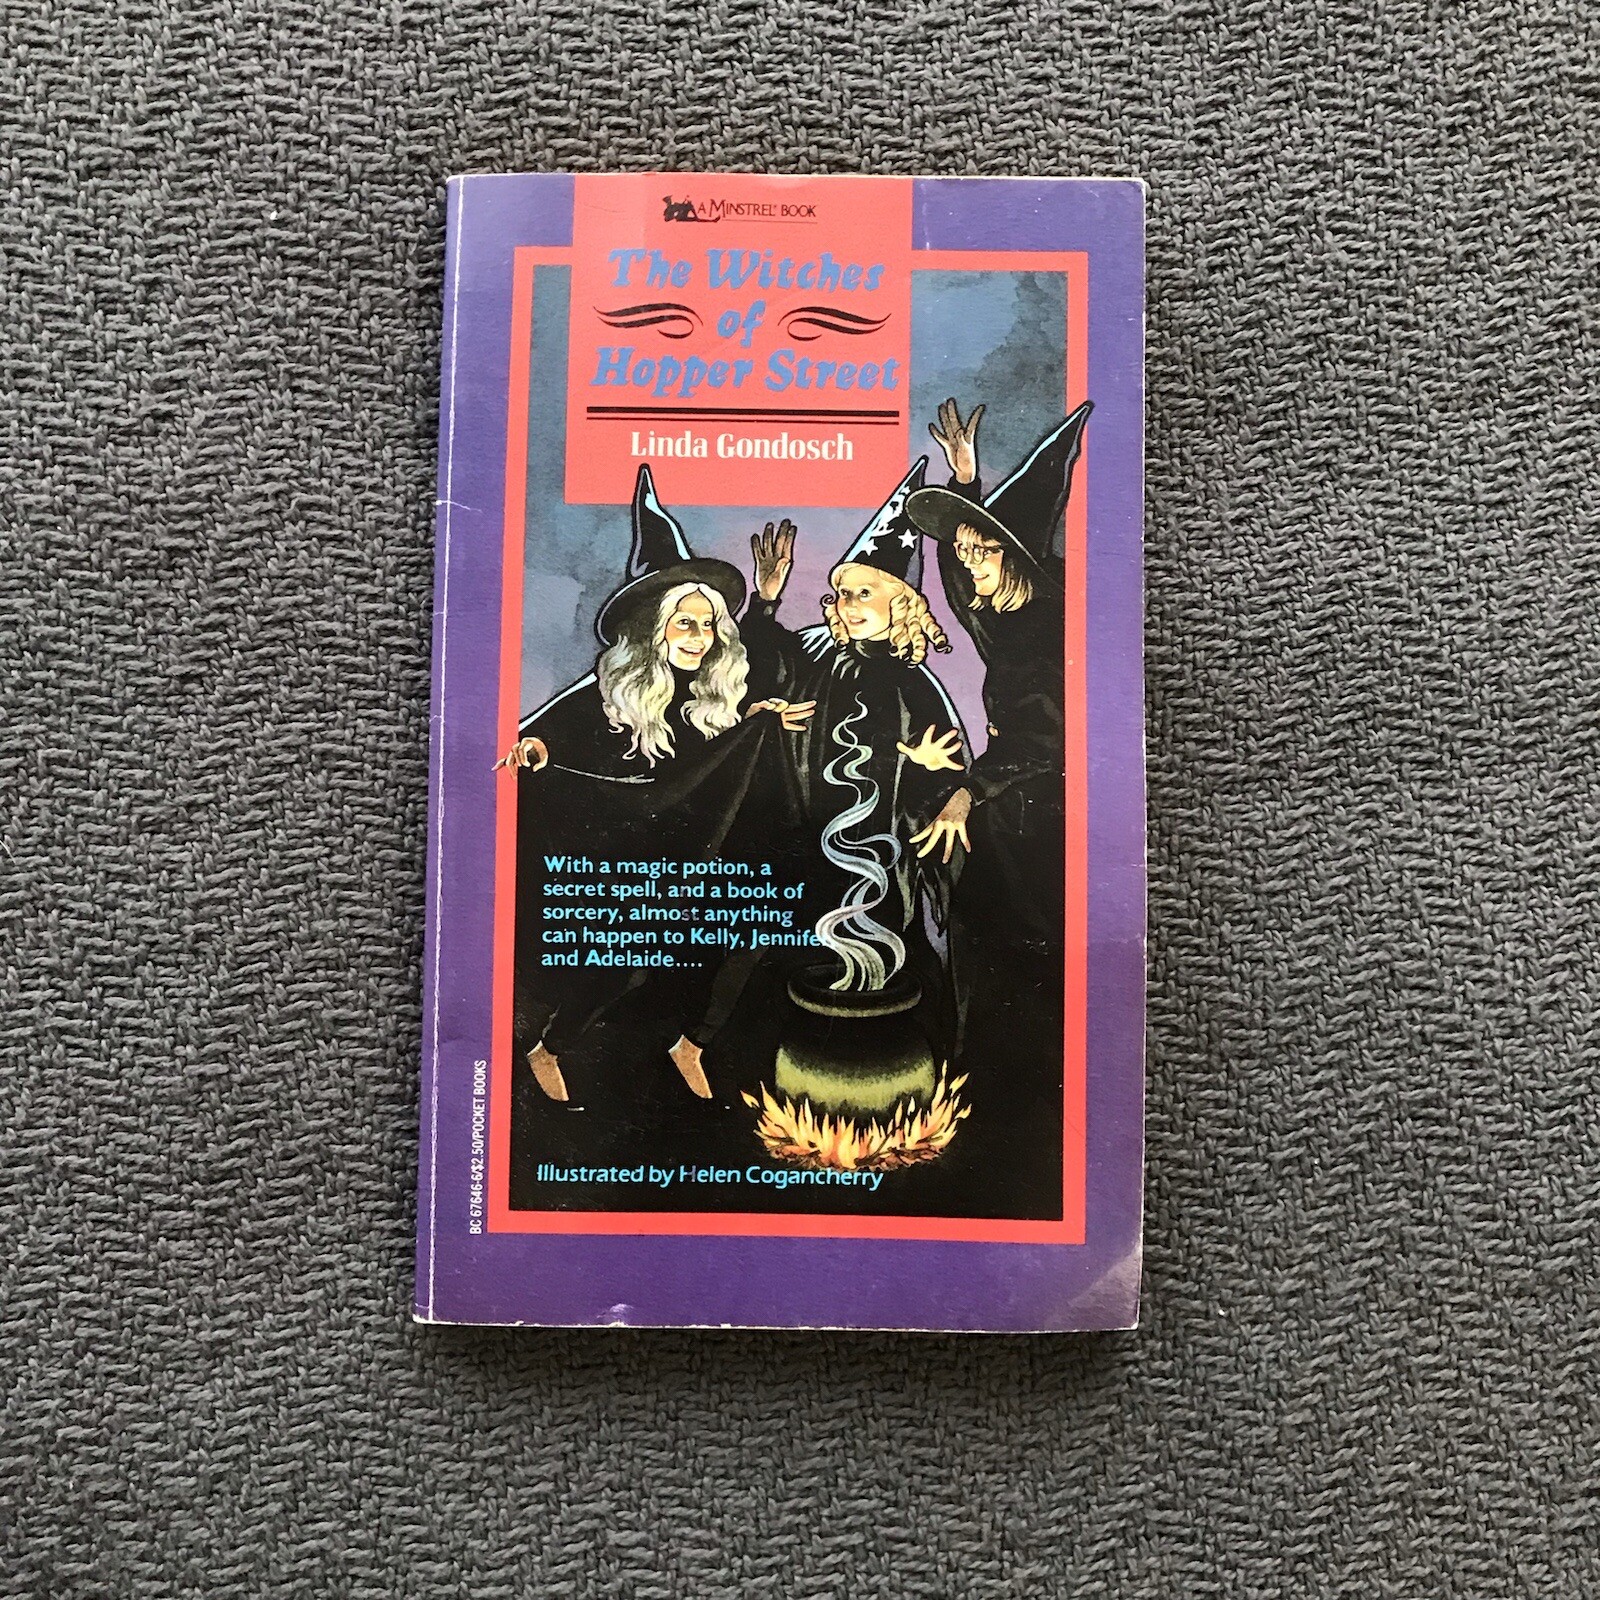 A MINSTREL® BOOK
The Witches
of
Hopper Street
Linda Gondosch
With a magic potion, a
secret spell, and a book of
sorcery, almost anything
can happen to Kelly, Jennifer,
and Adelaide....
Illustrated by Helen Cogancherry
BC 67646-6/$2.50/POCKET BOOKS